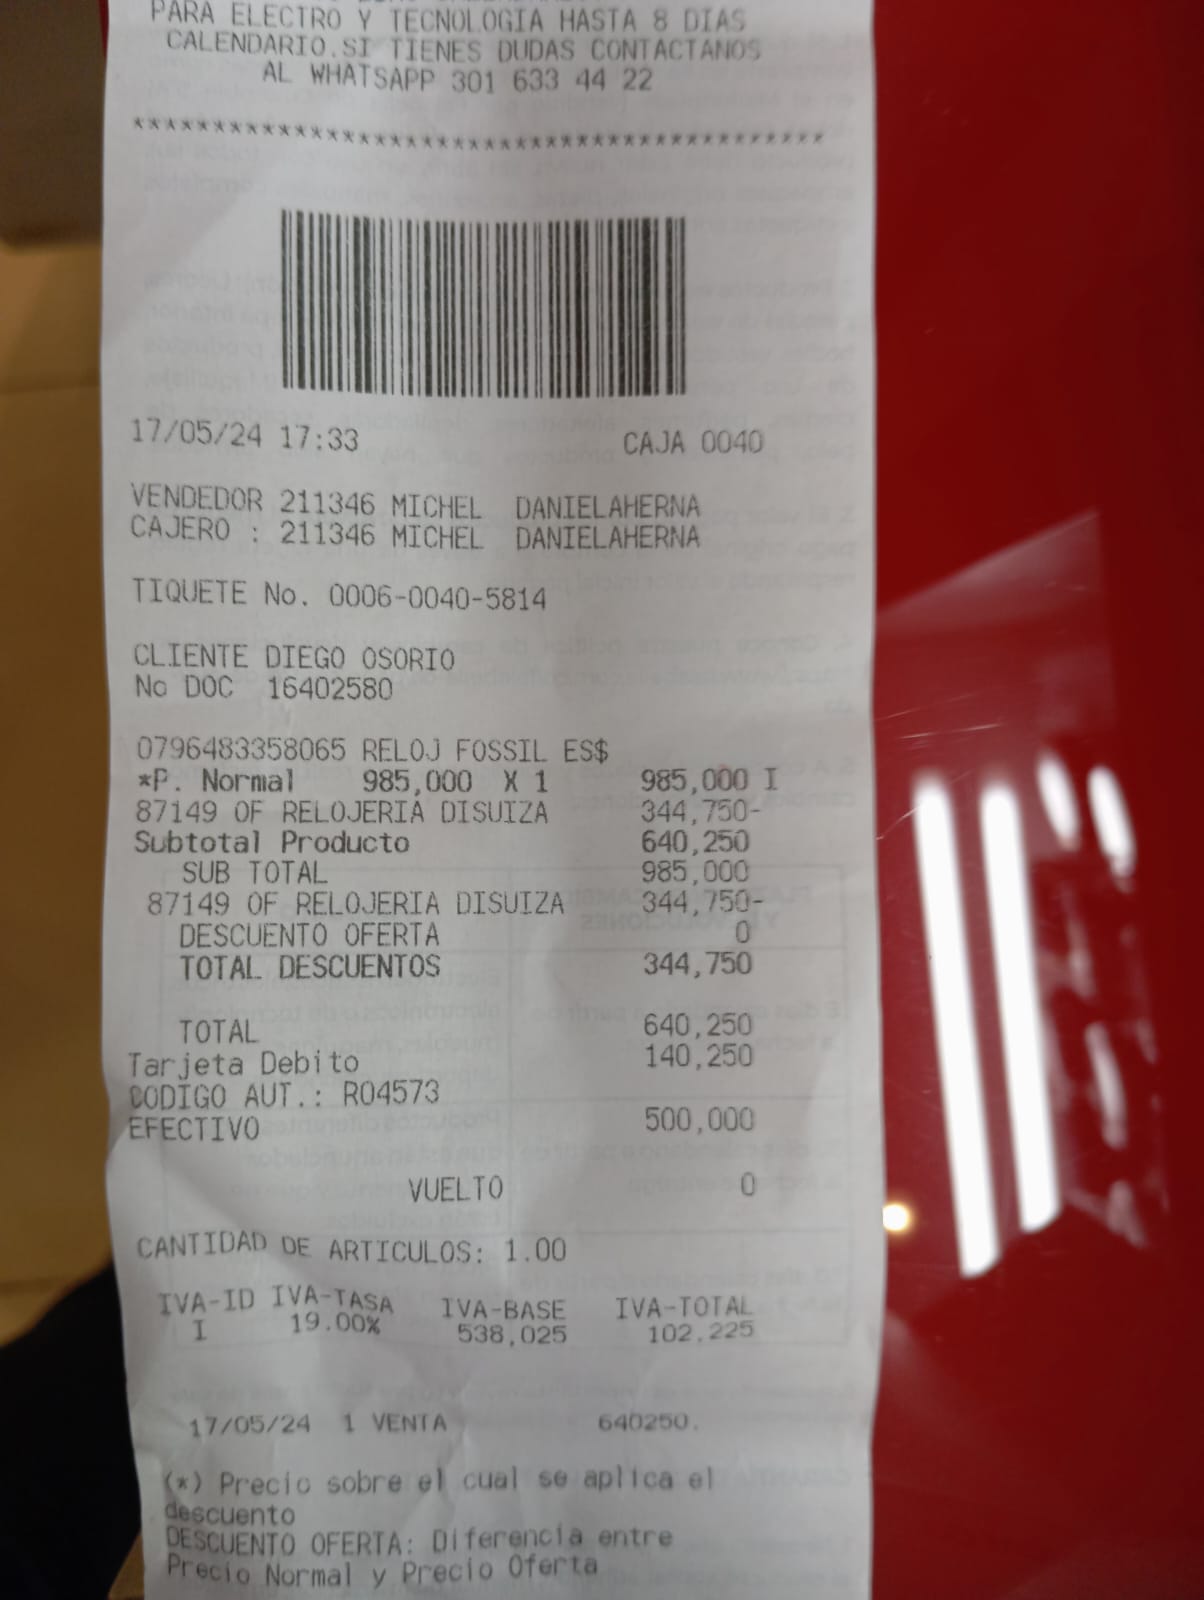 PARA ELECTRO Y TECNOLOGIA HASTA 8 DIAS
CALENDARIO.SI TIENES DUDAS CONTACTANOS
AL WHATSAPP 301 633 44 22
********************************************
17/05/24 17:33 CAJA 0040
VENDEDOR 211346 MICHEL DANIELAHERNA
CAJERO : 211346 MICHEL DANIELAHERNA
TIQUETE No. 0006-0040-5814
CLIENTE DIEGO OSORIO
No DOC 16402580
0796483358065 RELOJ FOSSIL ES$
*P. Normal 985,000 X 1 985,000 I
87149 OF RELOJERIA DISUIZA 344,750-
Subtotal Producto 640,250
SUB TOTAL 985,000
87149 OF RELOJERIA DISUIZA 344,750-
DESCUENTO OFERTA 0
TOTAL DESCUENTOS 344,750
TOTAL 640,250
Tarjeta Debito 140,250
CODIGO AUT.: R04573
EFECTIVO 500,000
VUELTO 0
CANTIDAD DE ARTICULOS: 1.00
IVA-ID IVA-TASA IVA-BASE IVA-TOTAL
I 19.00% 538,025 102,225
17/05/24 1 VENTA 640250.
(*) Precio sobre el cual se aplica el
descuento
DESCUENTO OFERTA: Diferencia entre
Precio Normal y Precio Oferta